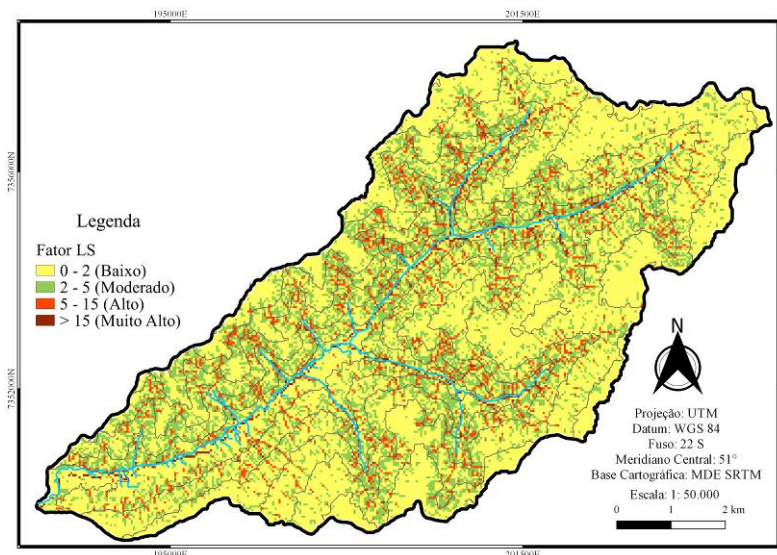 195000E
201500E
7356000N
7352000N
Legenda
Fator LS
0 - 2 (Baixo)
2 - 5 (Moderado)
5 - 15 (Alto)
> 15 (Muito Alto)
N
Projeção: UTM
Datum: WGS 84
Fuso: 22 S
Meridiano Central: 51°
Base Cartográfica: MDE SRTM
Escala: 1: 50.000
0 1 2 km
195000E
201500E